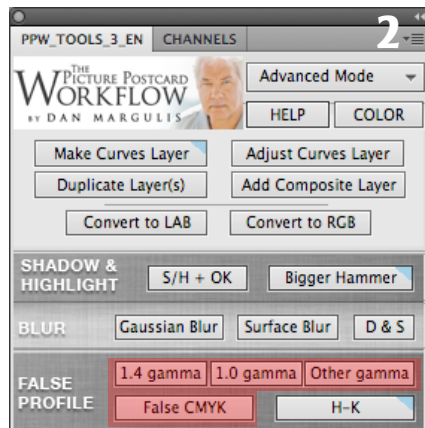 PPW_TOOLS_3_EN CHANNELS 2
THE PICTURE POSTCARD
WORKFLOW
BY DAN MARGULIS
Advanced Mode
HELP COLOR
Make Curves Layer Adjust Curves Layer
Duplicate Layer(s) Add Composite Layer
Convert to LAB Convert to RGB
SHADOW &
HIGHLIGHT S/H + OK Bigger Hammer
BLUR Gaussian Blur Surface Blur D & S
FALSE
PROFILE 1.4 gamma 1.0 gamma Other gamma
False CMYK H-K